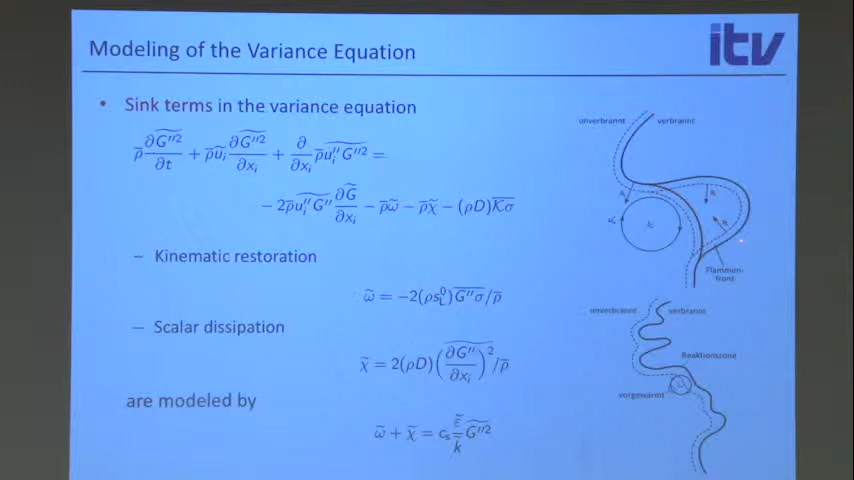 Modeling of the Variance Equation
itv
• Sink terms in the variance equation
ρ̅ ∂G̃″²/∂t + ρ̅ũᵢ ∂G̃″²/∂xᵢ + ∂/∂xᵢ ρ̅ũᵢ″G″² =
− 2ρ̅ũᵢ″G″ ∂G̃/∂xᵢ − ρ̅ω̃ − ρ̅χ̃ − (ρD)K̅σ̅
– Kinematic restoration
ω̃ = −2(ρs_L⁰)G̅″̅σ̅/ρ̅
– Scalar dissipation
χ̃ = 2(ρD)(∂G″/∂xᵢ)²/ρ̅
are modeled by
ω̃ + χ̃ = cₛ ε̃/k̃ G̃″²
unverbrannt
verbrannt
Flammen-
front
unverbrannt
verbrannt
Reaktionszone
vorgewärmt